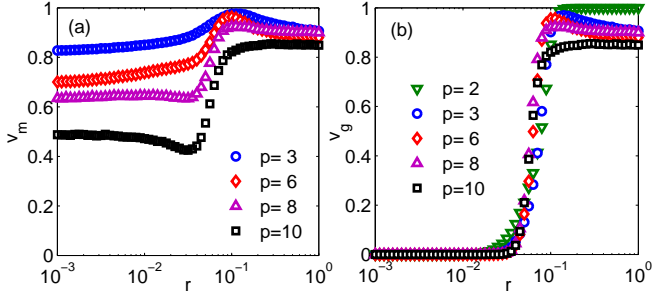 (a)
1
0.8
0.6
0.4
0.2
0
v_m
p= 3
p= 6
p= 8
p=10
10^-3
10^-2
10^-1
10^0
r
(b)
1
0.8
0.6
0.4
0.2
0
v_g
p= 2
p= 3
p= 6
p= 8
p=10
10^-3
10^-2
10^-1
10^0
r